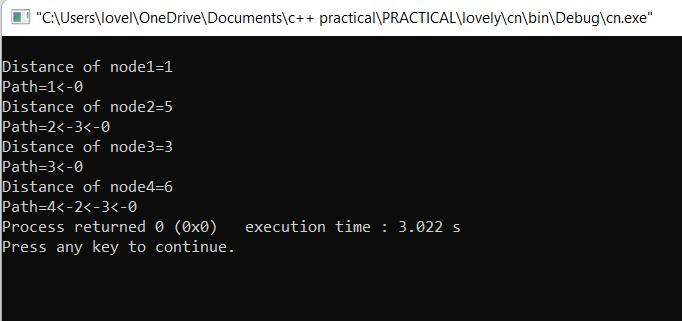 "C:\Users\lovel\OneDrive\Documents\c++ practical\PRACTICAL\lovely\cn\bin\Debug\cn.exe"
Distance of node1=1
Path=1<-0
Distance of node2=5
Path=2<-3<-0
Distance of node3=3
Path=3<-0
Distance of node4=6
Path=4<-2<-3<-0
Process returned 0 (0x0)   execution time : 3.022 s
Press any key to continue.